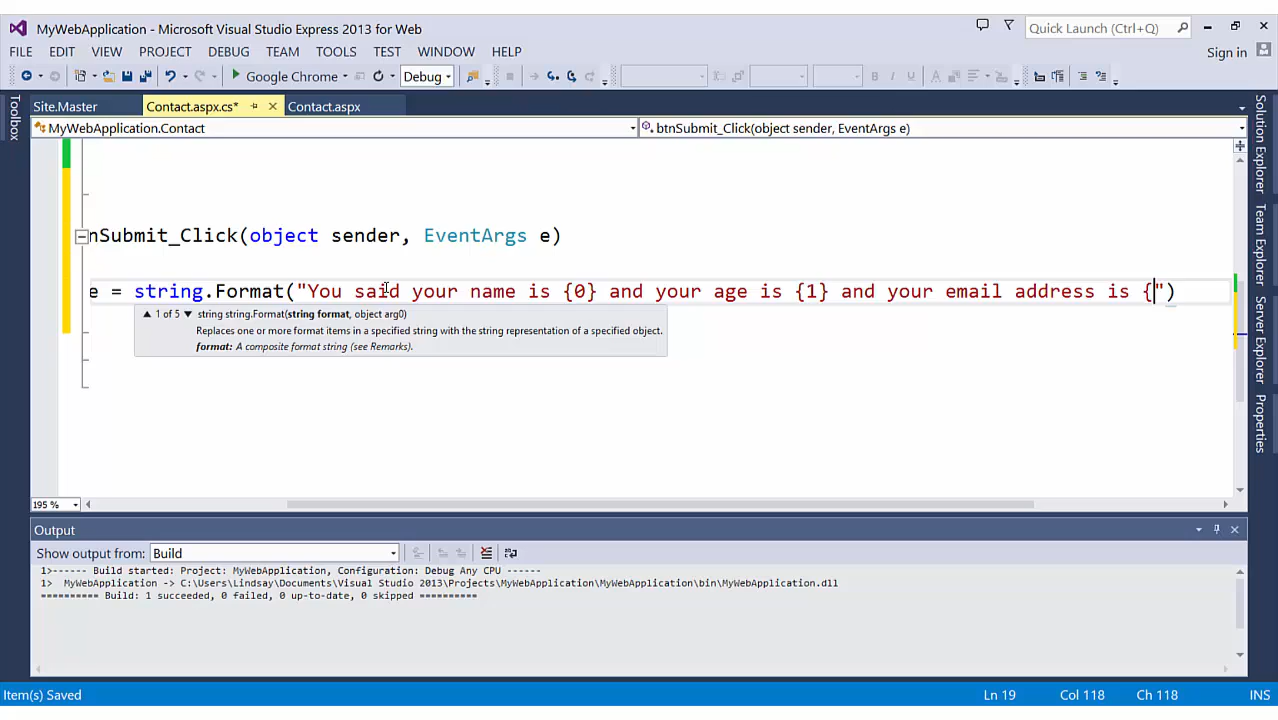 MyWebApplication - Microsoft Visual Studio Express 2013 for Web
Quick Launch (Ctrl+Q)
FILE EDIT VIEW PROJECT DEBUG TEAM TOOLS TEST WINDOW HELP
Sign in
Google Chrome Debug
Toolbox
Site.Master Contact.aspx.cs* Contact.aspx
MyWebApplication.Contact btnSubmit_Click(object sender, EventArgs e)
nSubmit_Click(object sender, EventArgs e)
e = string.Format("You said your name is {0} and your age is {1} and your email address is {")
1 of 5 string string.Format(string format, object arg0)
Replaces one or more format items in a specified string with the string representation of a specified object.
format: A composite format string (see Remarks).
Solution Explorer
Team Explorer
Server Explorer
Properties
195 %
Output
Show output from: Build
1>------ Build started: Project: MyWebApplication, Configuration: Debug Any CPU ------
1>  MyWebApplication -> C:\Users\Lindsay\Documents\Visual Studio 2013\Projects\MyWebApplication\MyWebApplication\bin\MyWebApplication.dll
========== Build: 1 succeeded, 0 failed, 0 up-to-date, 0 skipped ==========
Item(s) Saved Ln 19 Col 118 Ch 118 INS